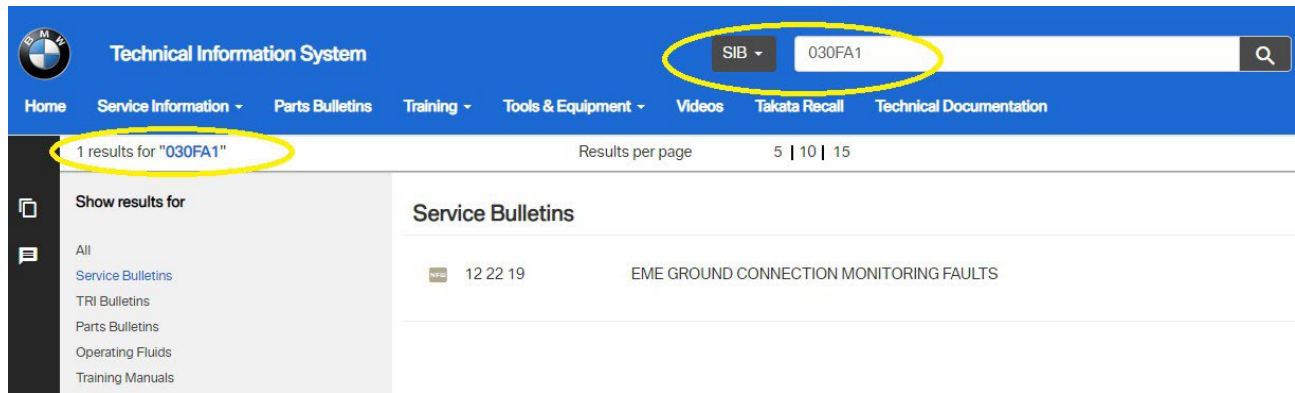 BMW
Technical Information System SIB 030FA1
Home Service Information Parts Bulletins Training Tools & Equipment Videos Takata Recall Technical Documentation
1 results for "030FA1" Results per page 5 | 10 | 15
Show results for
Service Bulletins
All
NEW 12 22 19 EME GROUND CONNECTION MONITORING FAULTS
Service Bulletins
TRI Bulletins
Parts Bulletins
Operating Fluids
Training Manuals